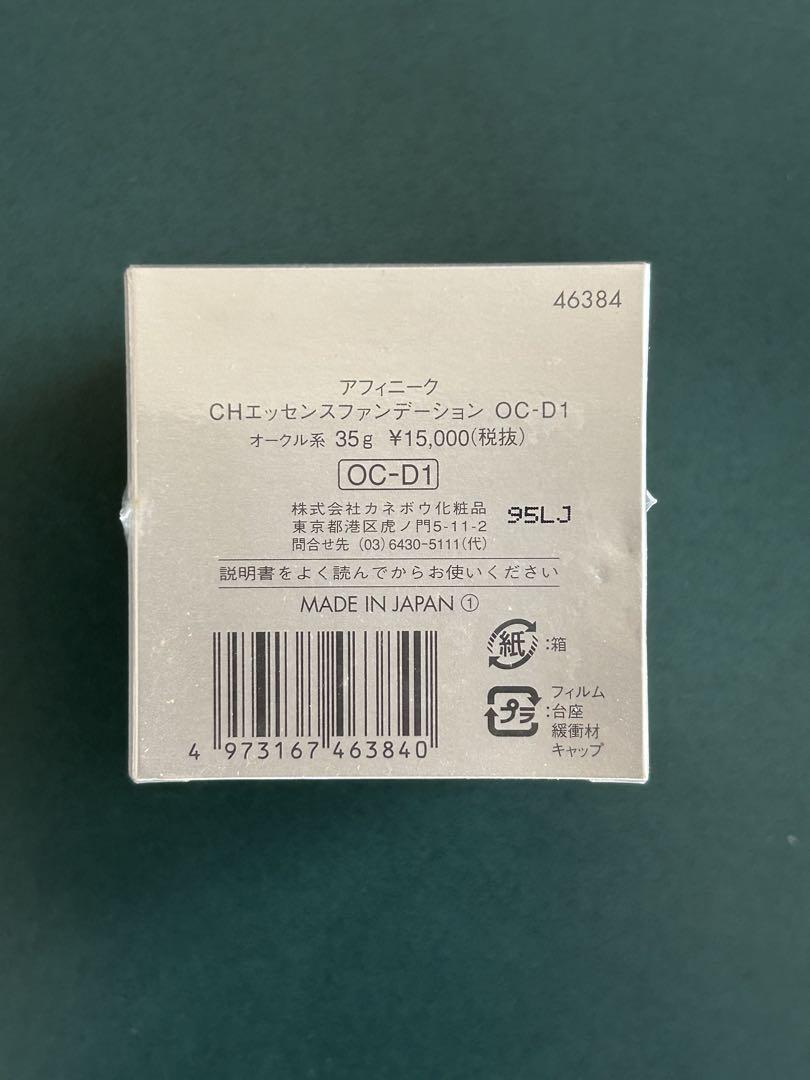 46384
アフィニーク
CHエッセンスファンデーション OC-D1
オークル系 35g ¥15,000(税抜)
OC-D1
株式会社カネボウ化粧品
東京都港区虎ノ門5-11-2
問合せ先 (03)6430-5111(代)
95LJ
説明書をよく読んでからお使いください
MADE IN JAPAN ①
紙 :箱
プラ :フィルム
台座
緩衝材
キャップ
4 973167 463840